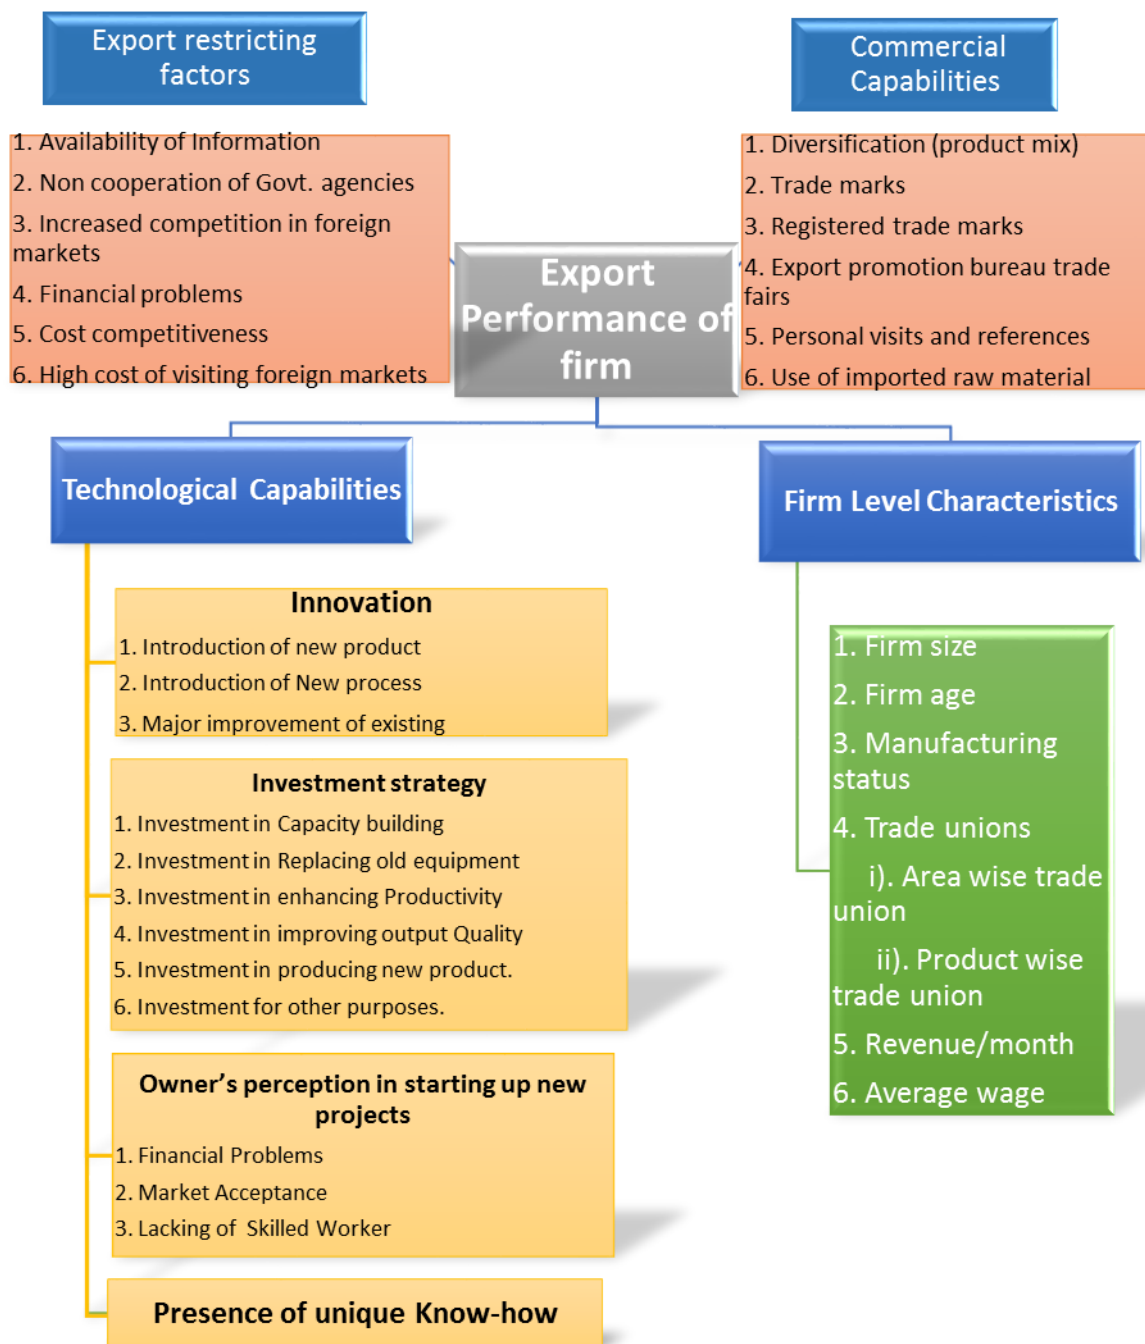 Export restricting
factors
Commercial
Capabilities
1. Availability of Information
2. Non cooperation of Govt. agencies
3. Increased competition in foreign
markets
4. Financial problems
5. Cost competitiveness
6. High cost of visiting foreign markets
1. Diversification (product mix)
2. Trade marks
3. Registered trade marks
4. Export promotion bureau trade
fairs
5. Personal visits and references
6. Use of imported raw material
Export
Performance of
firm
Technological Capabilities
Firm Level Characteristics
Innovation
1. Introduction of new product
2. Introduction of New process
3. Major improvement of existing
Investment strategy
1. Investment in Capacity building
2. Investment in Replacing old equipment
3. Investment in enhancing Productivity
4. Investment in improving output Quality
5. Investment in producing new product.
6. Investment for other purposes.
Owner’s perception in starting up new
projects
1. Financial Problems
2. Market Acceptance
3. Lacking of Skilled Worker
Presence of unique Know-how
1. Firm size
2. Firm age
3. Manufacturing
status
4. Trade unions
i). Area wise trade
union
ii). Product wise
trade union
5. Revenue/month
6. Average wage